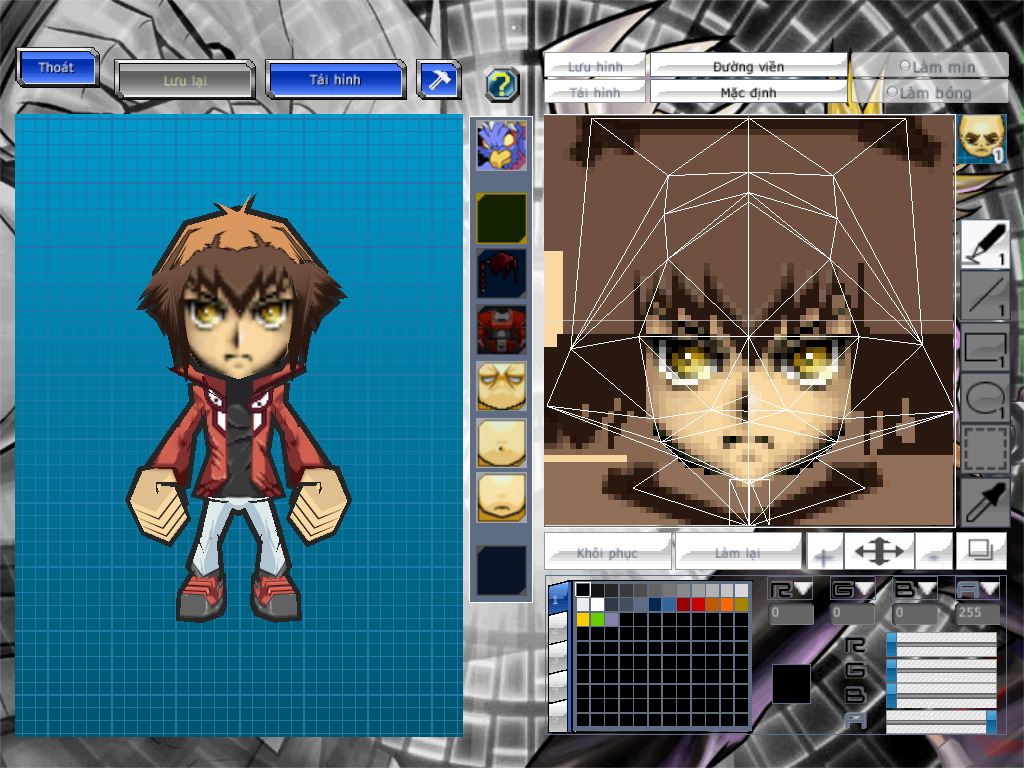 Thoát
Lưu lại
Tải hình
?
Lưu hình
Đường viền
Làm mịn
Tải hình
Mặc định
Làm bóng
1
1
1
1
1
Khôi phục
Làm lại
+
-
1
R G B A
0 0 0 255
R
G
B
A